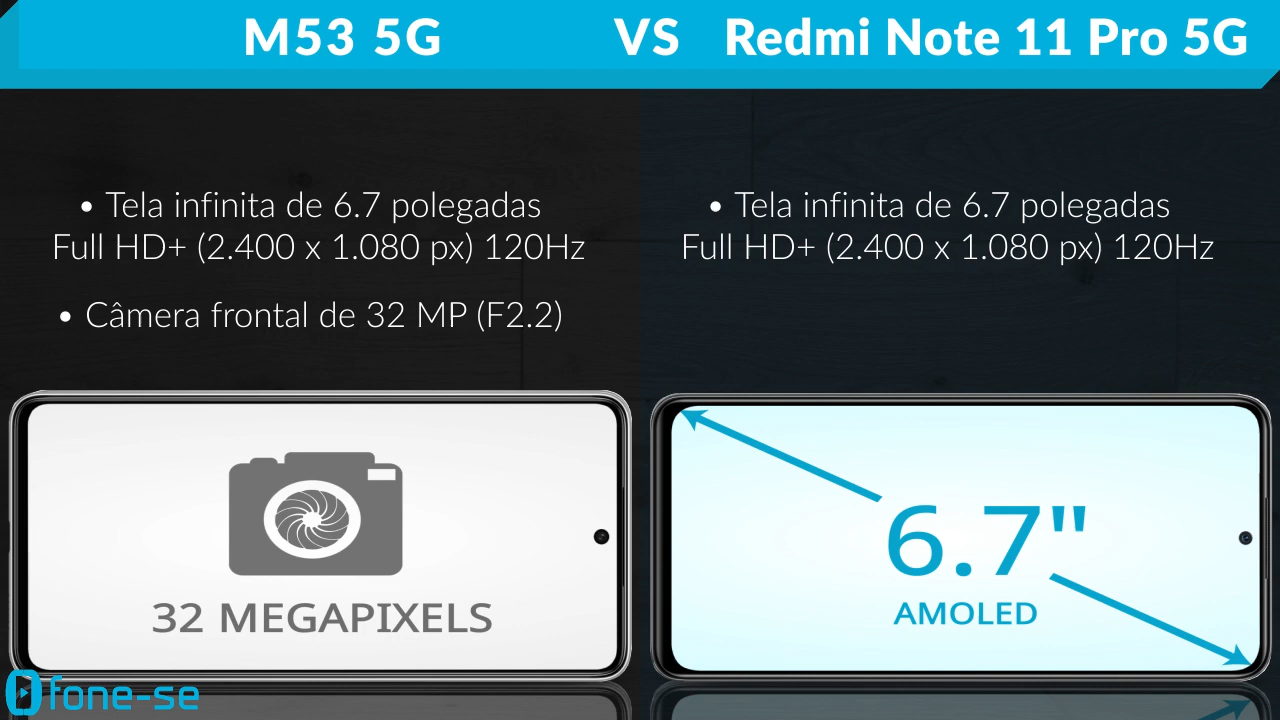 M53 5G VS Redmi Note 11 Pro 5G
• Tela infinita de 6.7 polegadas
Full HD+ (2.400 x 1.080 px) 120Hz
• Câmera frontal de 32 MP (F2.2)
32 MEGAPIXELS
• Tela infinita de 6.7 polegadas
Full HD+ (2.400 x 1.080 px) 120Hz
6.7"
AMOLED
fone-se